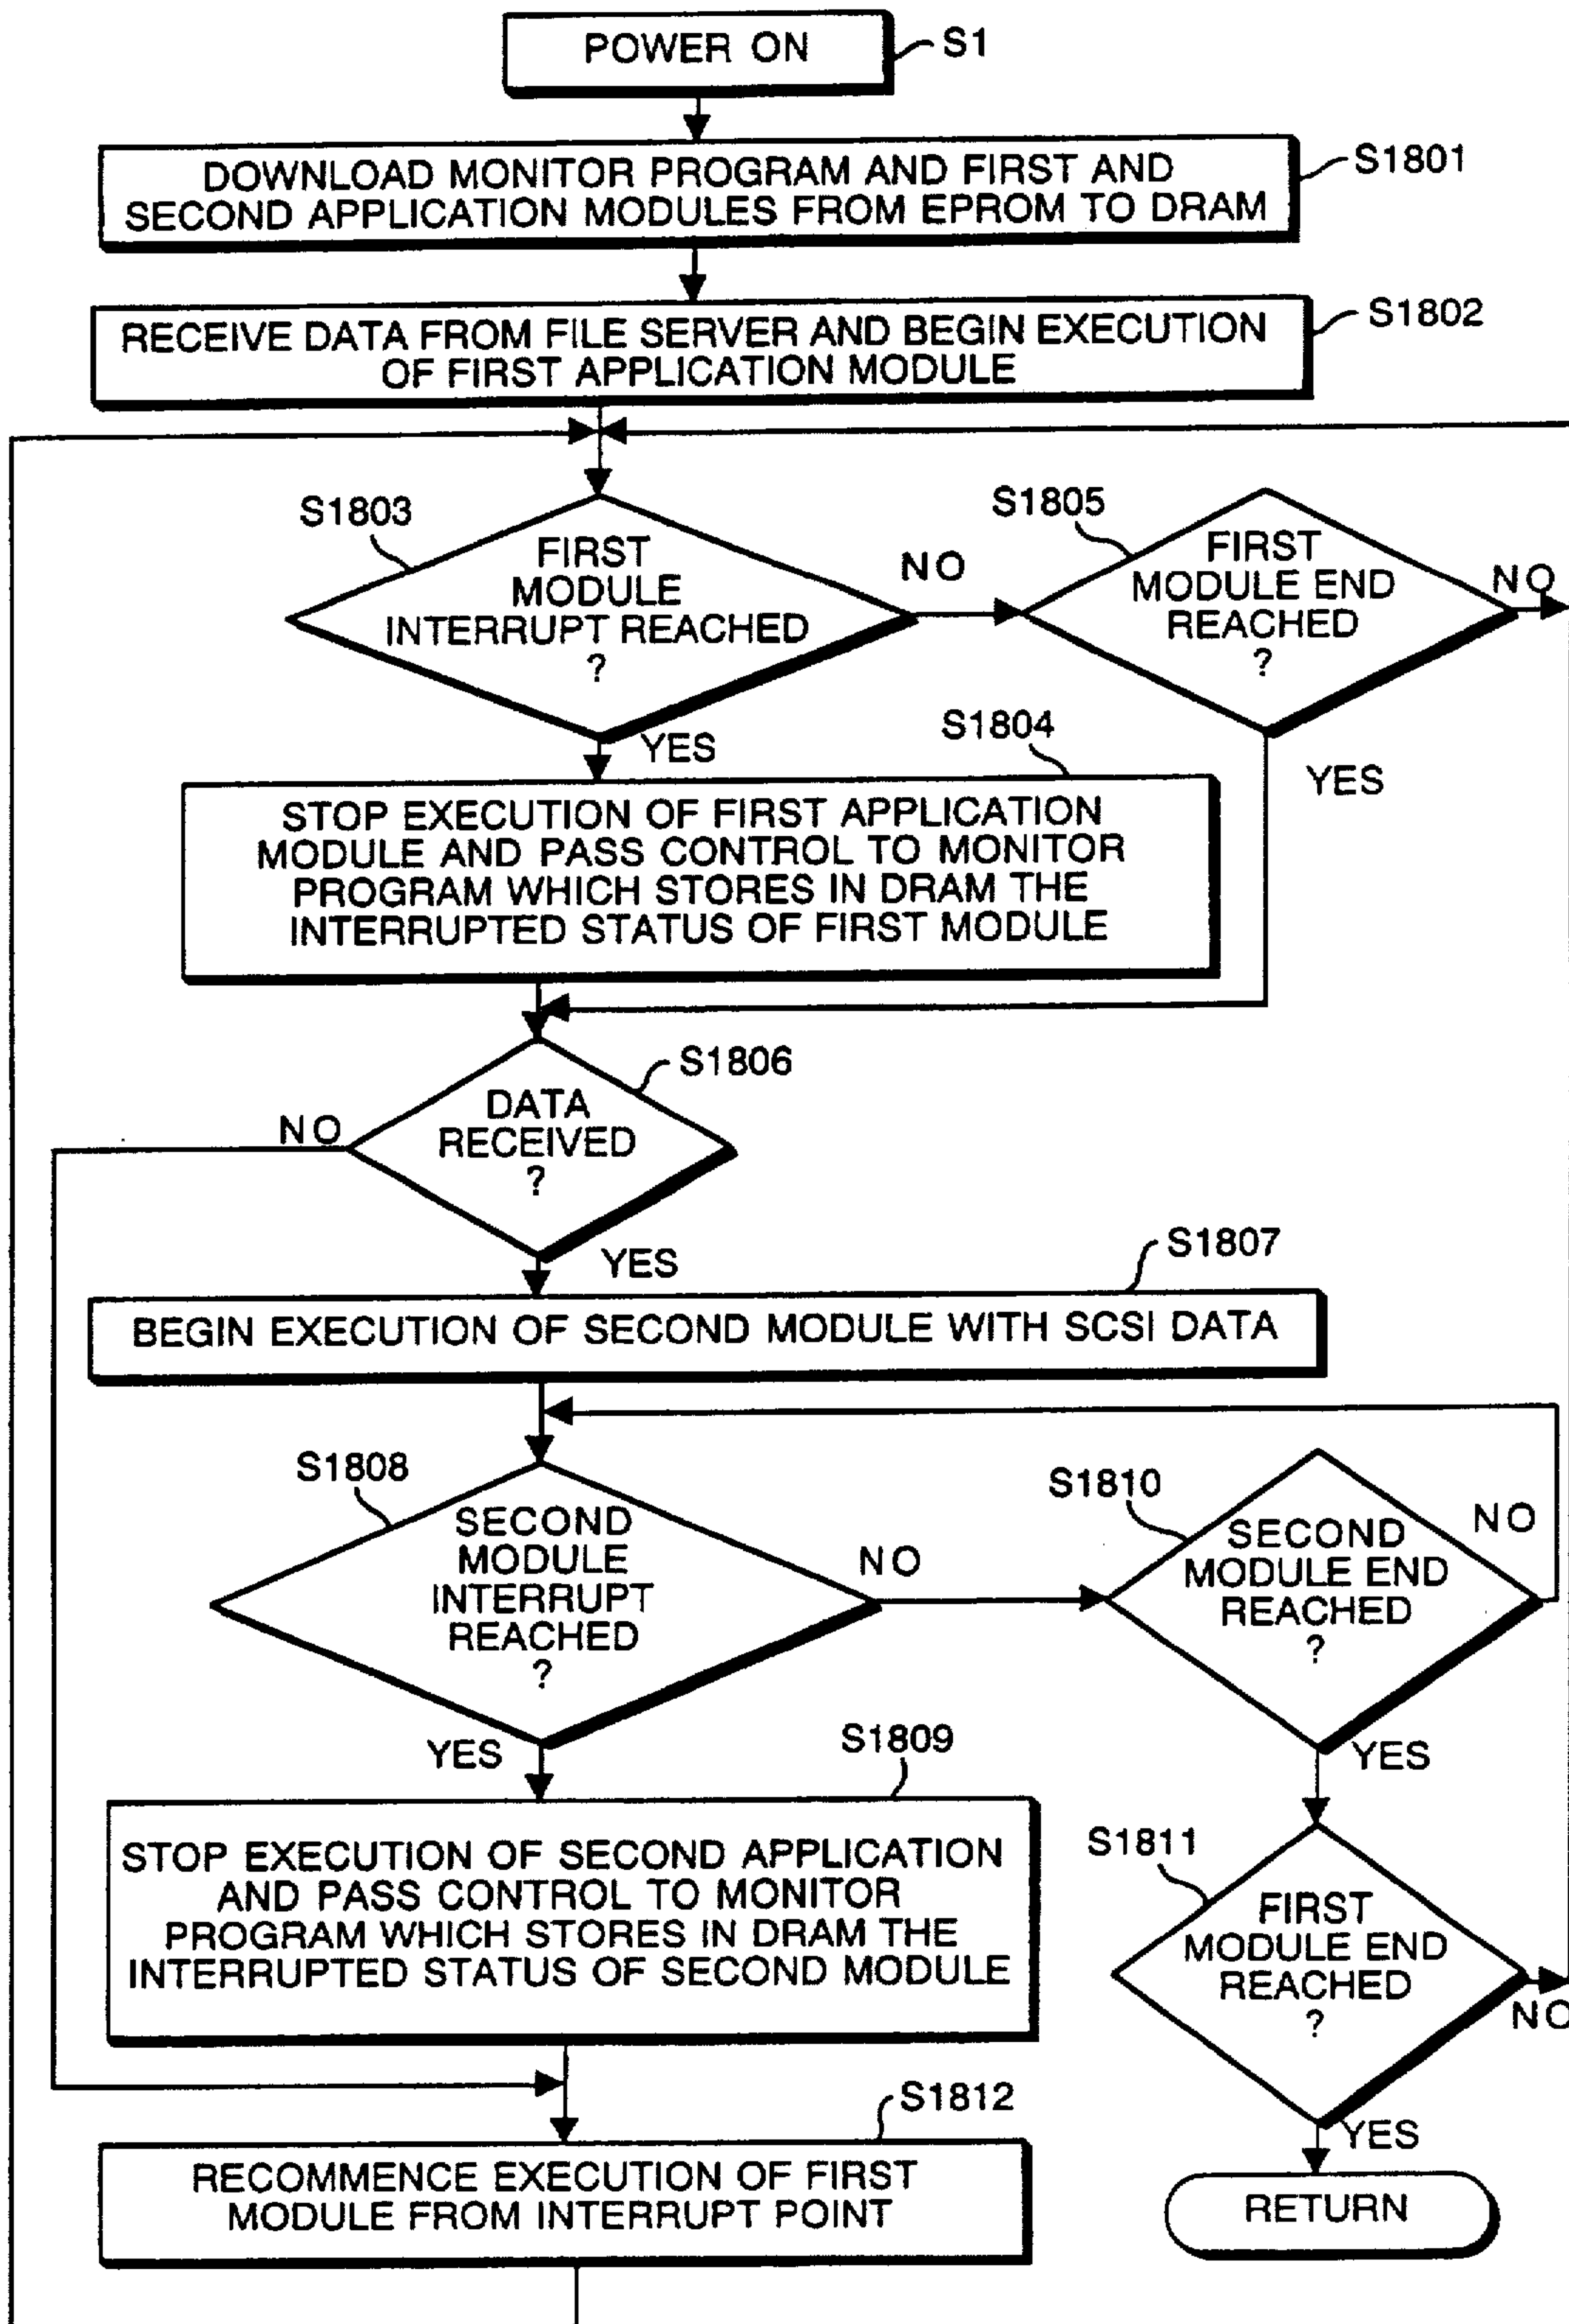 POWER ON
S1
DOWNLOAD MONITOR PROGRAM AND FIRST AND
SECOND APPLICATION MODULES FROM EPROM TO DRAM
S1801
RECEIVE DATA FROM FILE SERVER AND BEGIN EXECUTION
OF FIRST APPLICATION MODULE
S1802
S1803
FIRST
MODULE
INTERRUPT REACHED
?
NO
S1805
FIRST
MODULE END
REACHED
?
NO
YES
S1804
YES
STOP EXECUTION OF FIRST APPLICATION
MODULE AND PASS CONTROL TO MONITOR
PROGRAM WHICH STORES IN DRAM THE
INTERRUPTED STATUS OF FIRST MODULE
S1806
DATA
RECEIVED
?
NO
YES
S1807
BEGIN EXECUTION OF SECOND MODULE WITH SCSI DATA
S1808
SECOND
MODULE
INTERRUPT
REACHED
?
NO
S1810
SECOND
MODULE END
REACHED
?
NO
YES
S1809
YES
STOP EXECUTION OF SECOND APPLICATION
AND PASS CONTROL TO MONITOR
PROGRAM WHICH STORES IN DRAM THE
INTERRUPTED STATUS OF SECOND MODULE
S1811
FIRST
MODULE END
REACHED
?
NO
YES
S1812
RECOMMENCE EXECUTION OF FIRST
MODULE FROM INTERRUPT POINT
RETURN